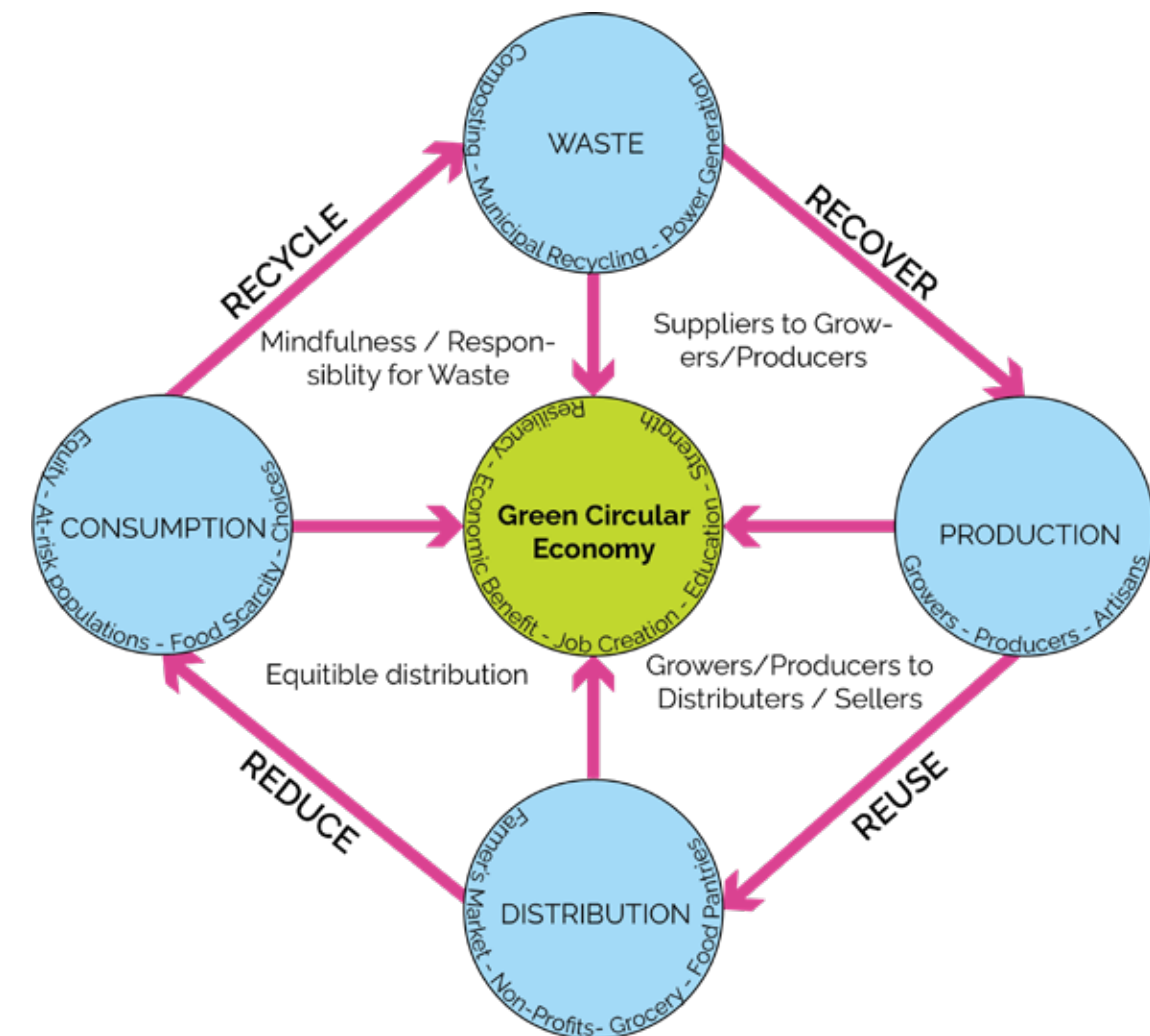 WASTE
Composting - Municipal Recycling - Power Generation
RECYCLE
RECOVER
Mindfulness / Respon-
siblity for Waste
Suppliers to Grow-
ers/Producers
CONSUMPTION
Equity - At-risk populations - Food Scarcity - Choices
Green Circular
Economy
Resiliency - Economic Benefit - Job Creation - Education - Strength
PRODUCTION
Growers - Producers - Artisans
Equitible distribution
Growers/Producers to
Distributers / Sellers
REDUCE
REUSE
DISTRIBUTION
Farmer's Market - Non-Profits- Grocery - Food Pantries